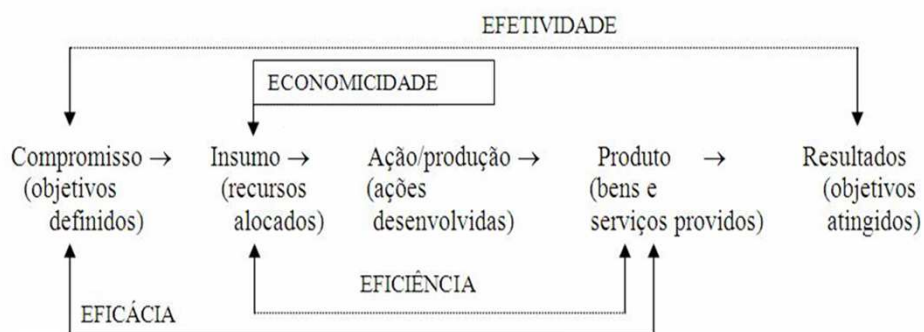 EFETIVIDADE
ECONOMICIDADE
Compromisso → Insumo → Ação/produção → Produto → Resultados
(objetivos (recursos (ações (bens e (objetivos
definidos) alocados) desenvolvidas) serviços providos) atingidos)
EFICIÊNCIA
EFICÁCIA